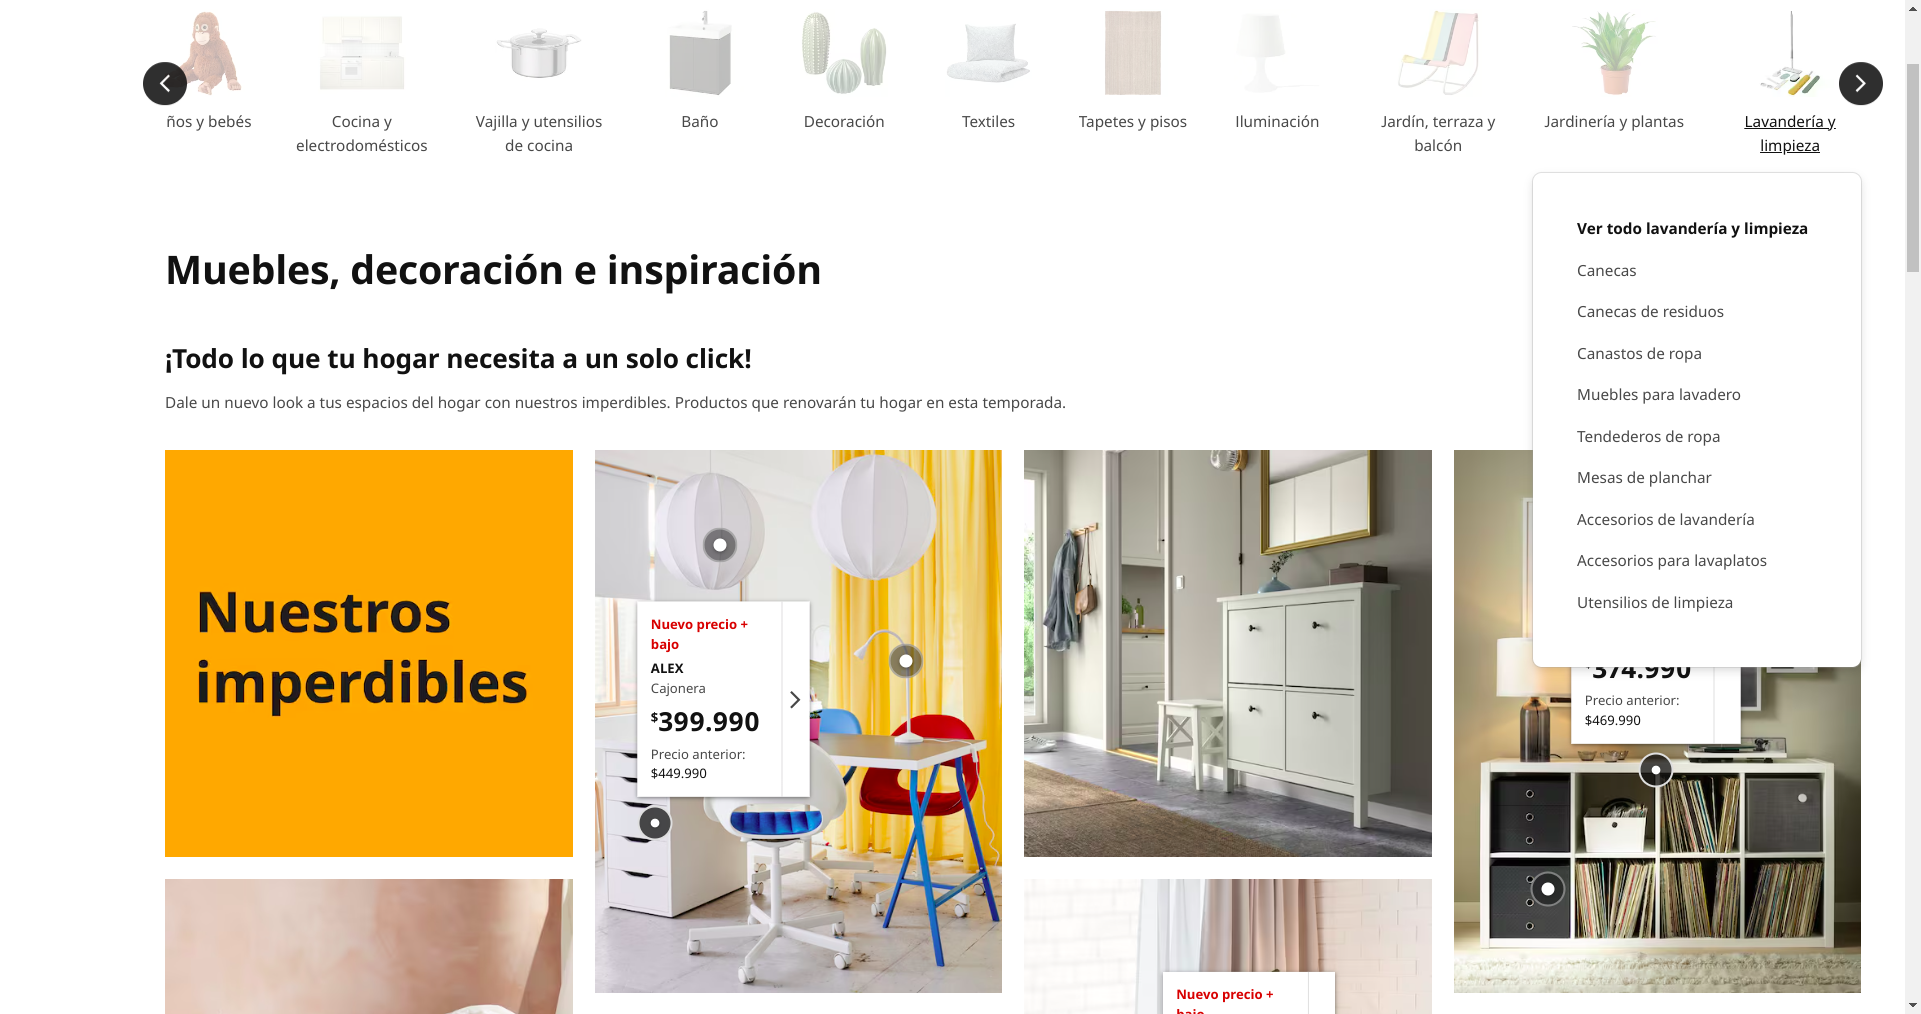 ños y bebés
Cocina y
electrodomésticos
Vajilla y utensilios
de cocina
Baño
Decoración
Textiles
Tapetes y pisos
Iluminación
Jardín, terraza y
balcón
Jardinería y plantas
Lavandería y
limpieza
Ver todo lavandería y limpieza
Canecas
Canecas de residuos
Canastos de ropa
Muebles para lavadero
Tendederos de ropa
Mesas de planchar
Accesorios de lavandería
Accesorios para lavaplatos
Utensilios de limpieza
Muebles, decoración e inspiración
¡Todo lo que tu hogar necesita a un solo click!
Dale un nuevo look a tus espacios del hogar con nuestros imperdibles. Productos que renovarán tu hogar en esta temporada.
Nuestros
imperdibles
Nuevo precio +
bajo
ALEX
Cajonera
$399.990
Precio anterior:
$449.990
$374.990
Precio anterior:
$469.990
Nuevo precio +
bajo